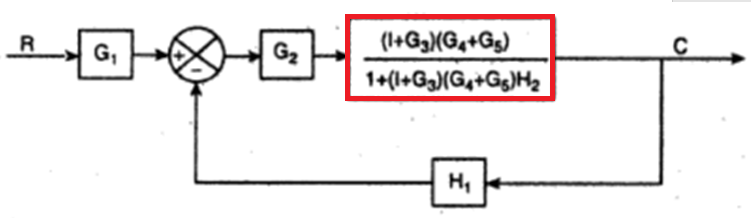 R
G₁
+
−
G₂
(I+G₃)(G₄+G₅)
1+(I+G₃)(G₄+G₅)H₂
C
H₁